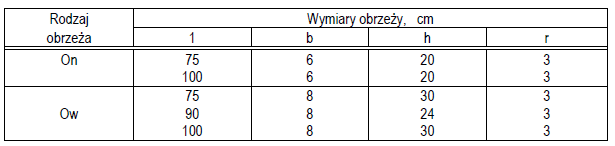 Rodzaj obrzeża Wymiary obrzeży, cm
1 b h r
On 75 6 20 3
100 6 20 3
Ow 75 8 30 3
90 8 24 3
100 8 30 3